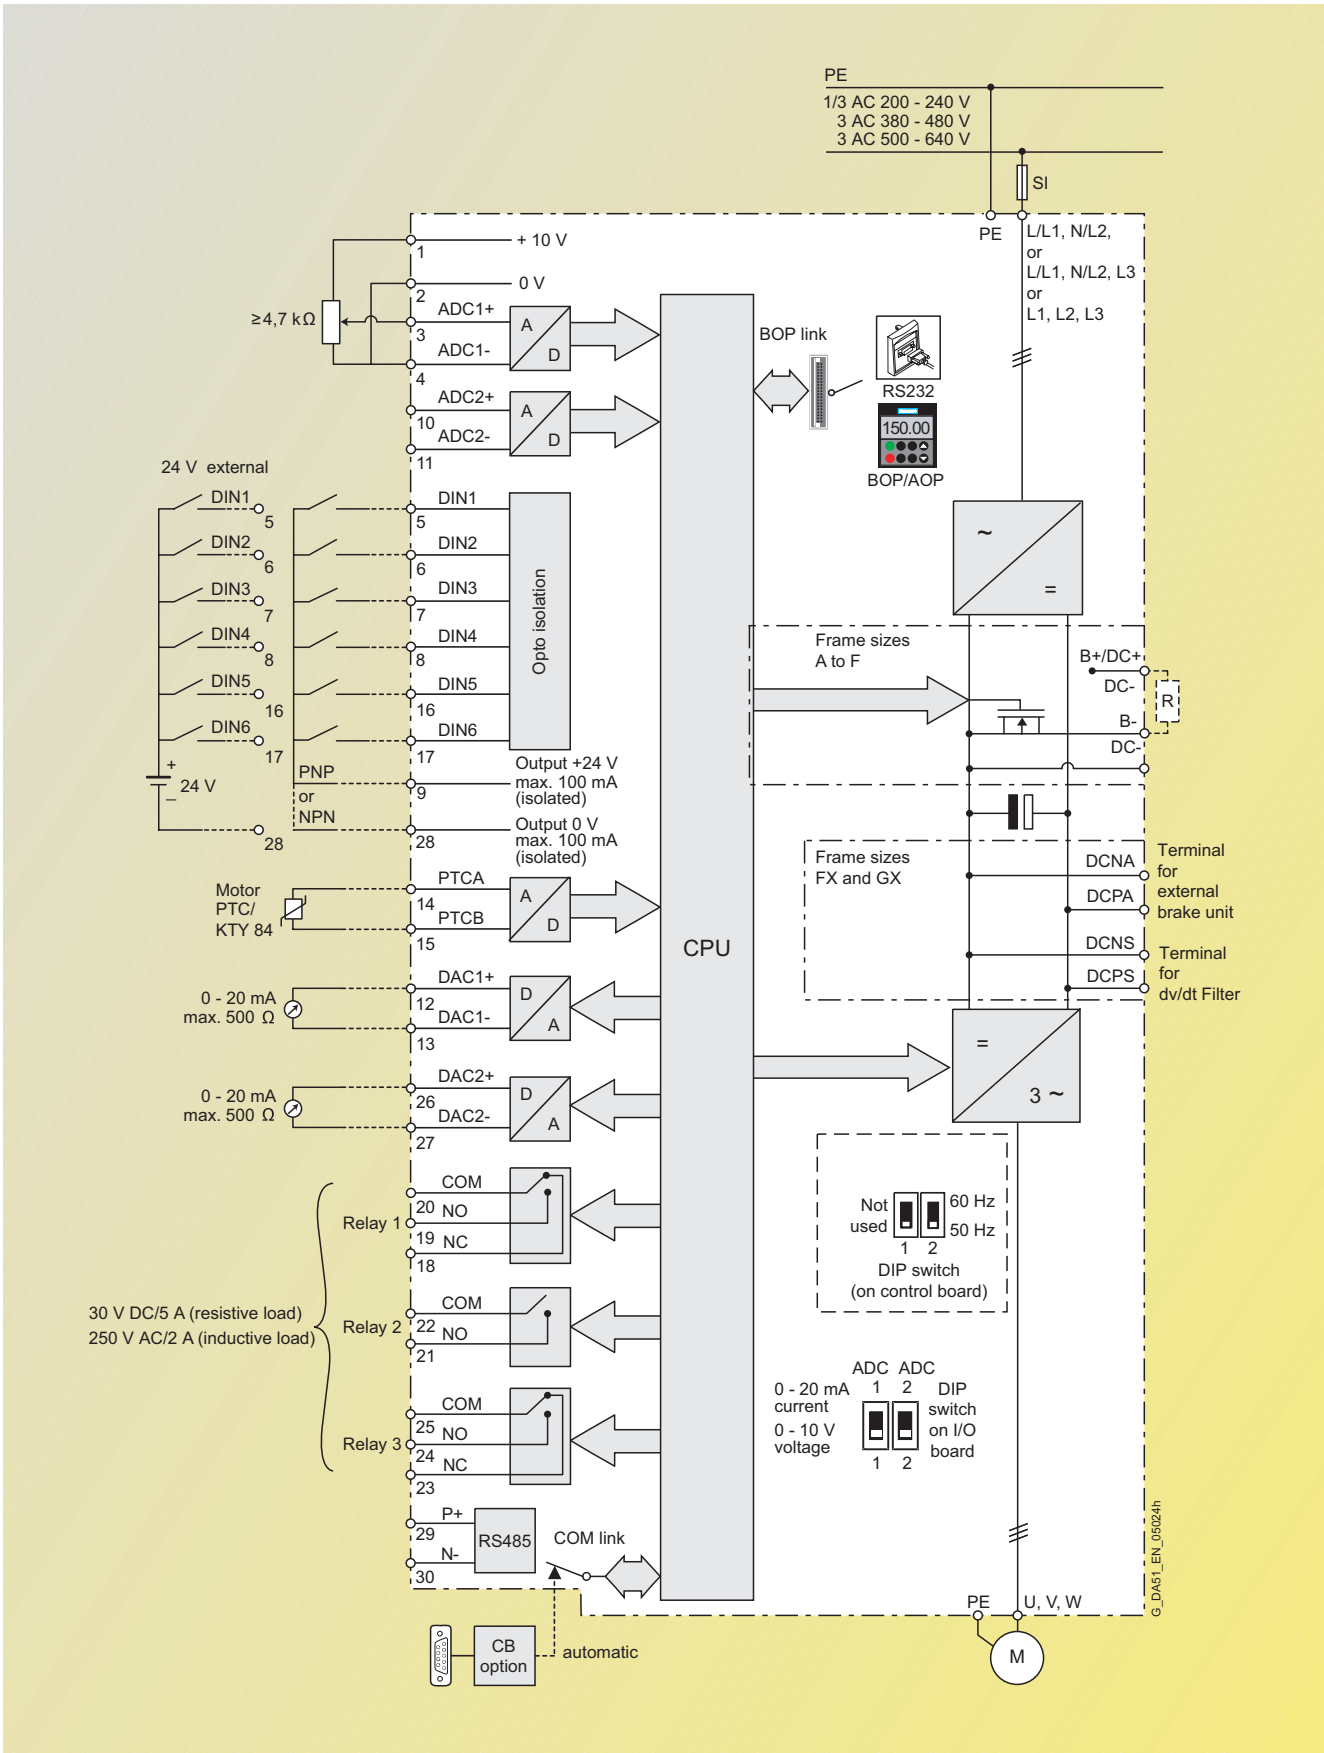 PE
1/3 AC 200 - 240 V
3 AC 380 - 480 V
3 AC 500 - 640 V
SI
PE
L/L1, N/L2,
or
L/L1, N/L2, L3
or
L1, L2, L3
1
+ 10 V
2
0 V
≥4,7 kΩ
ADC1+
3
ADC1-
4
A
D
ADC2+
10
ADC2-
11
A
D
BOP link
RS232
150.00
BOP/AOP
24 V external
DIN1
5
DIN2
6
DIN3
7
DIN4
8
DIN5
16
DIN6
17
+
24 V
_
28
DIN1
5
DIN2
6
DIN3
7
DIN4
8
DIN5
16
DIN6
17
Opto isolation
PNP
or
NPN
9
Output +24 V
max. 100 mA
(isolated)
28
Output 0 V
max. 100 mA
(isolated)
~
=
Frame sizes
A to F
B+/DC+
DC-
R
B-
DC-
Frame sizes
FX and GX
DCNA
DCPA
Terminal
for
external
brake unit
DCNS
DCPS
Terminal
for
dv/dt Filter
Motor
PTC/
KTY 84
PTCA
14
PTCB
15
A
D
CPU
0 - 20 mA
max. 500 Ω
DAC1+
12
DAC1-
13
D
A
0 - 20 mA
max. 500 Ω
DAC2+
26
DAC2-
27
D
A
=
3 ~
30 V DC/5 A (resistive load)
250 V AC/2 A (inductive load)
Relay 1
COM
20
NO
19
NC
18
Relay 2
COM
22
NO
21
Relay 3
COM
25
NO
24
NC
23
Not
used
60 Hz
50 Hz
1 2
DIP switch
(on control board)
ADC ADC
1 2
0 - 20 mA
current
0 - 10 V
voltage
DIP
switch
on I/O
board
1 2
P+
29
N-
30
RS485
COM link
CB
option
automatic
PE
U, V, W
M
G_DA51_EN_05024h